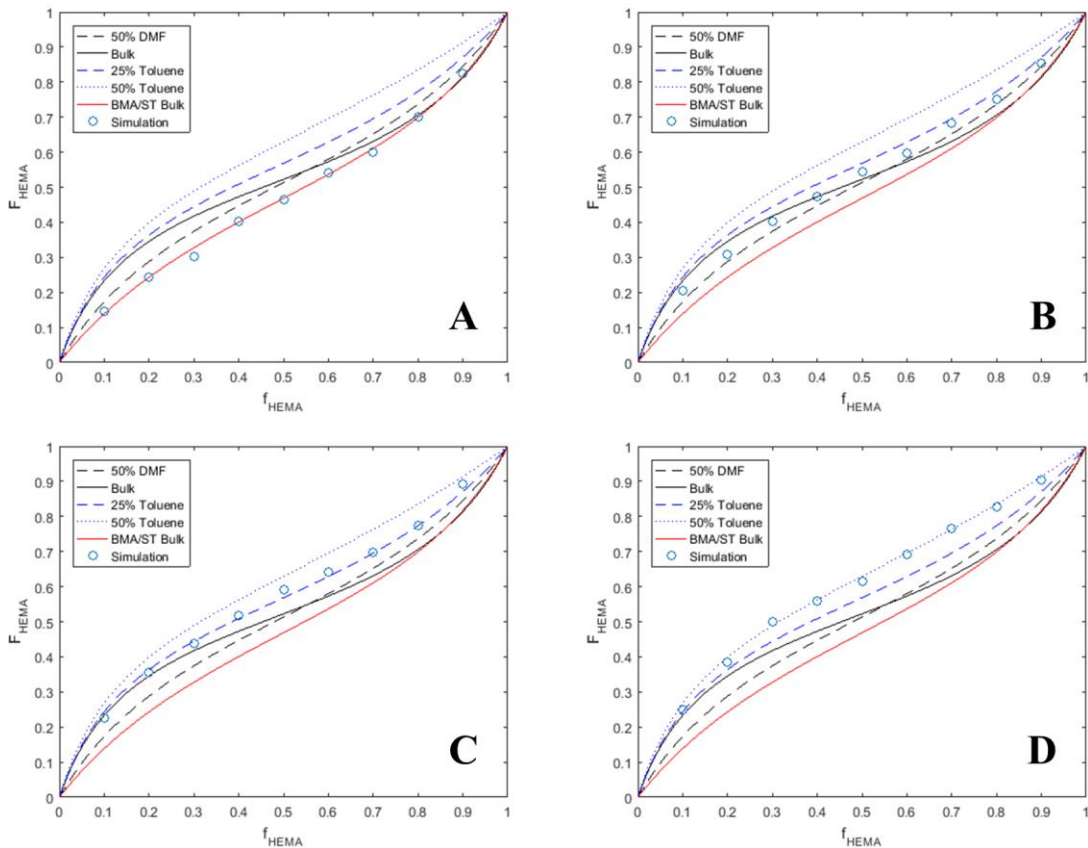 1
0.9
0.8
0.7
0.6
0.5
0.4
0.3
0.2
0.1
0
F_HEMA
50% DMF
Bulk
25% Toluene
50% Toluene
BMA/ST Bulk
Simulation
A
0 0.1 0.2 0.3 0.4 0.5 0.6 0.7 0.8 0.9 1
f_HEMA
1
0.9
0.8
0.7
0.6
0.5
0.4
0.3
0.2
0.1
0
F_HEMA
50% DMF
Bulk
25% Toluene
50% Toluene
BMA/ST Bulk
Simulation
B
0 0.1 0.2 0.3 0.4 0.5 0.6 0.7 0.8 0.9 1
f_HEMA
1
0.9
0.8
0.7
0.6
0.5
0.4
0.3
0.2
0.1
0
F_HEMA
50% DMF
Bulk
25% Toluene
50% Toluene
BMA/ST Bulk
Simulation
C
0 0.1 0.2 0.3 0.4 0.5 0.6 0.7 0.8 0.9 1
f_HEMA
1
0.9
0.8
0.7
0.6
0.5
0.4
0.3
0.2
0.1
0
F_HEMA
50% DMF
Bulk
25% Toluene
50% Toluene
BMA/ST Bulk
Simulation
D
0 0.1 0.2 0.3 0.4 0.5 0.6 0.7 0.8 0.9 1
f_HEMA